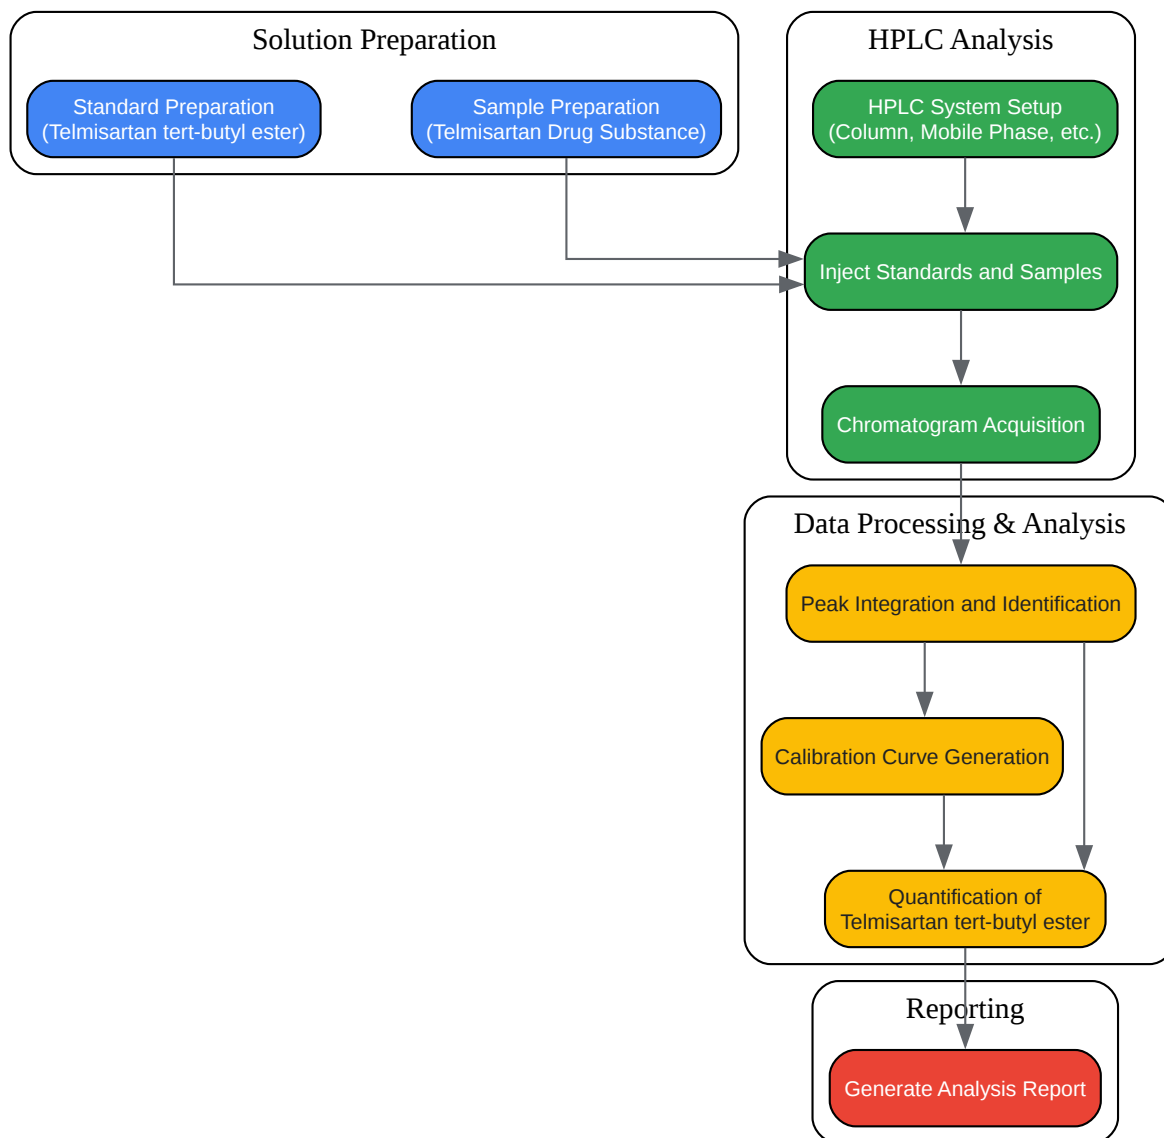 Solution Preparation
Standard Preparation
(Telmisartan tert-butyl ester)
Sample Preparation
(Telmisartan Drug Substance)
HPLC Analysis
HPLC System Setup
(Column, Mobile Phase, etc.)
Inject Standards and Samples
Chromatogram Acquisition
Data Processing & Analysis
Peak Integration and Identification
Calibration Curve Generation
Quantification of
Telmisartan tert-butyl ester
Reporting
Generate Analysis Report